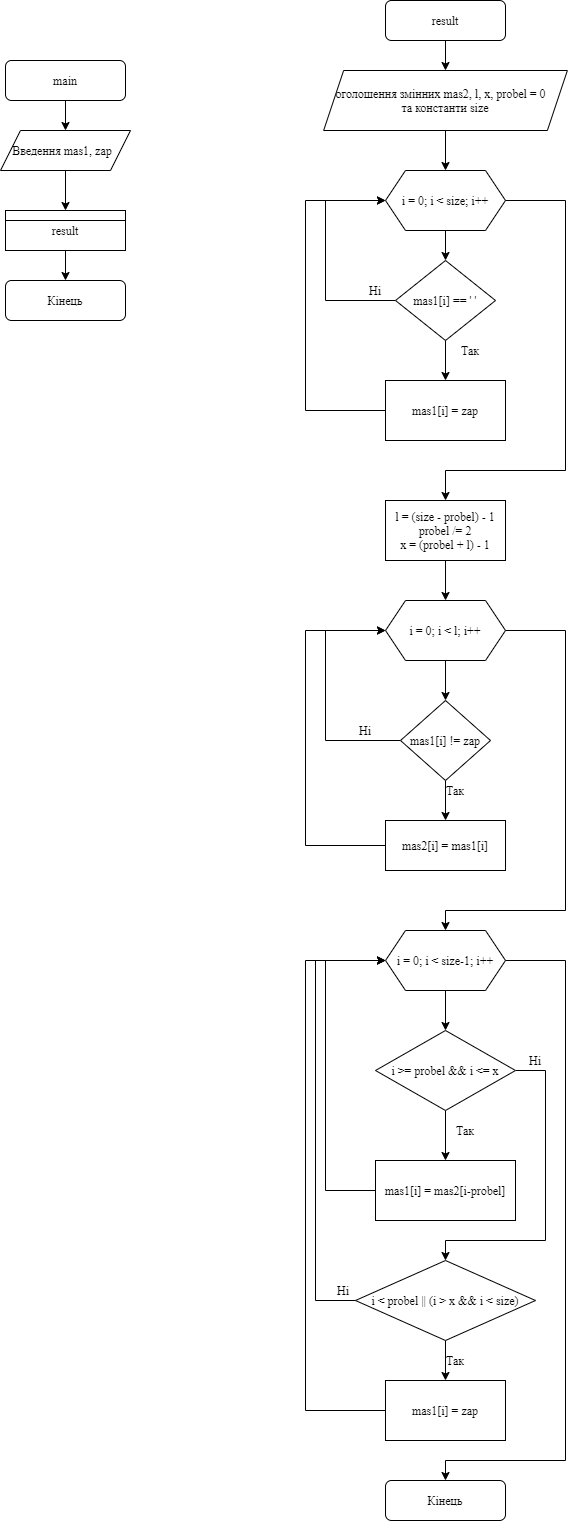 main
Введення mas1, zap
result
Кінець
result
оголошення змінних mas2, l, x, probel = 0
та константи size
i = 0; i < size; i++
Ні
mas1[i] == ' '
Так
mas1[i] = zap
l = (size - probel) - 1
probel /= 2
x = (probel + l) - 1
i = 0; i < l; i++
Ні
mas1[i] != zap
Так
mas2[i] = mas1[i]
i = 0; i < size-1; i++
Ні
i >= probel && i <= x
Так
mas1[i] = mas2[i-probel]
Ні
i < probel || (i > x && i < size)
Так
mas1[i] = zap
Кінець